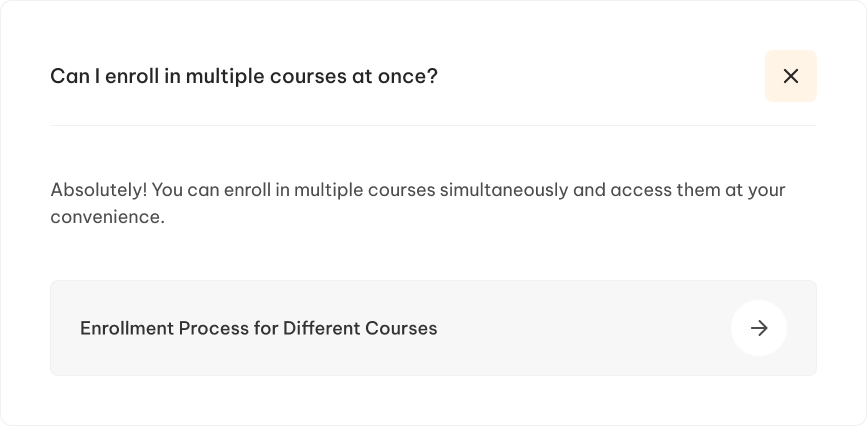 Can I enroll in multiple courses at once?
Absolutely! You can enroll in multiple courses simultaneously and access them at your
convenience.
Enrollment Process for Different Courses